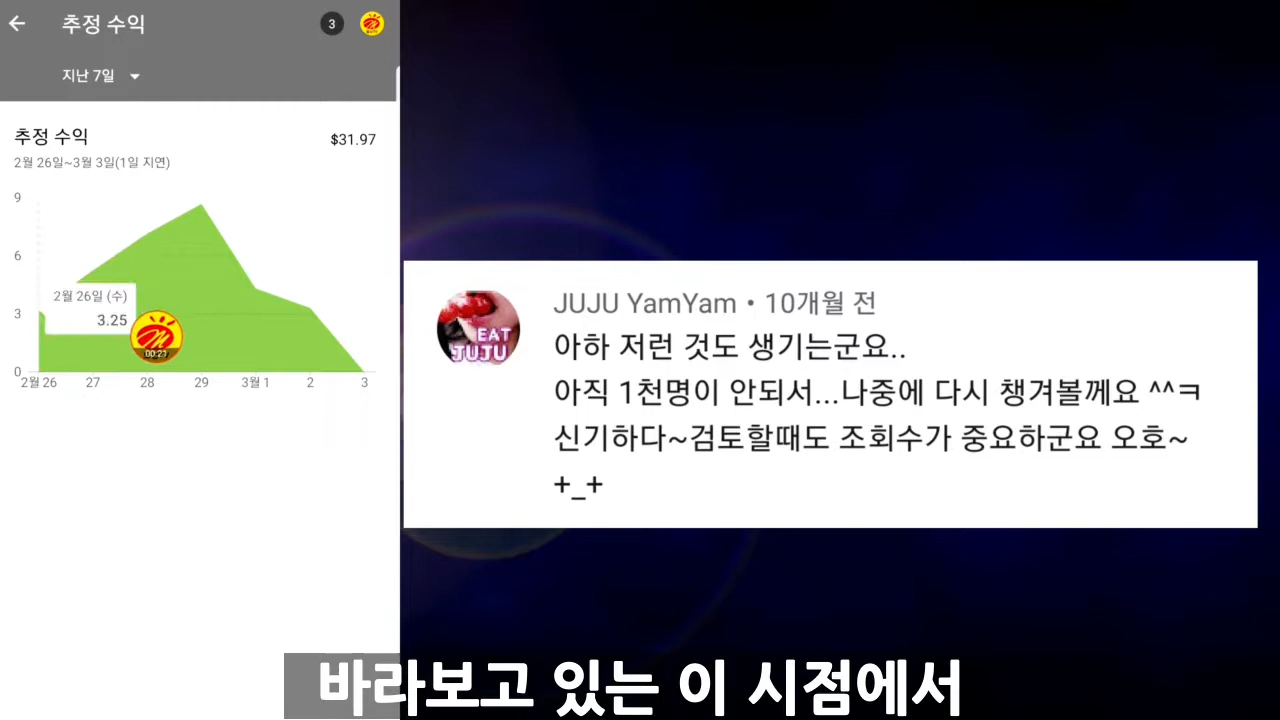 추정 수익
3
지난 7일
추정 수익
$31.97
2월 26일~3월 3일(1일 지연)
9
6
3
0
2월 26일 (수)
3.25
00:21
2월 26
27
28
29
3월 1
2
3
EAT
JUJU
JUJU YamYam • 10개월 전
아하 저런 것도 생기는군요..
아직 1천명이 안되서...나중에 다시 챙겨볼께요 ^^ㅋ
신기하다~검토할때도 조회수가 중요하군요 오호~
+_+
바라보고 있는 이 시점에서